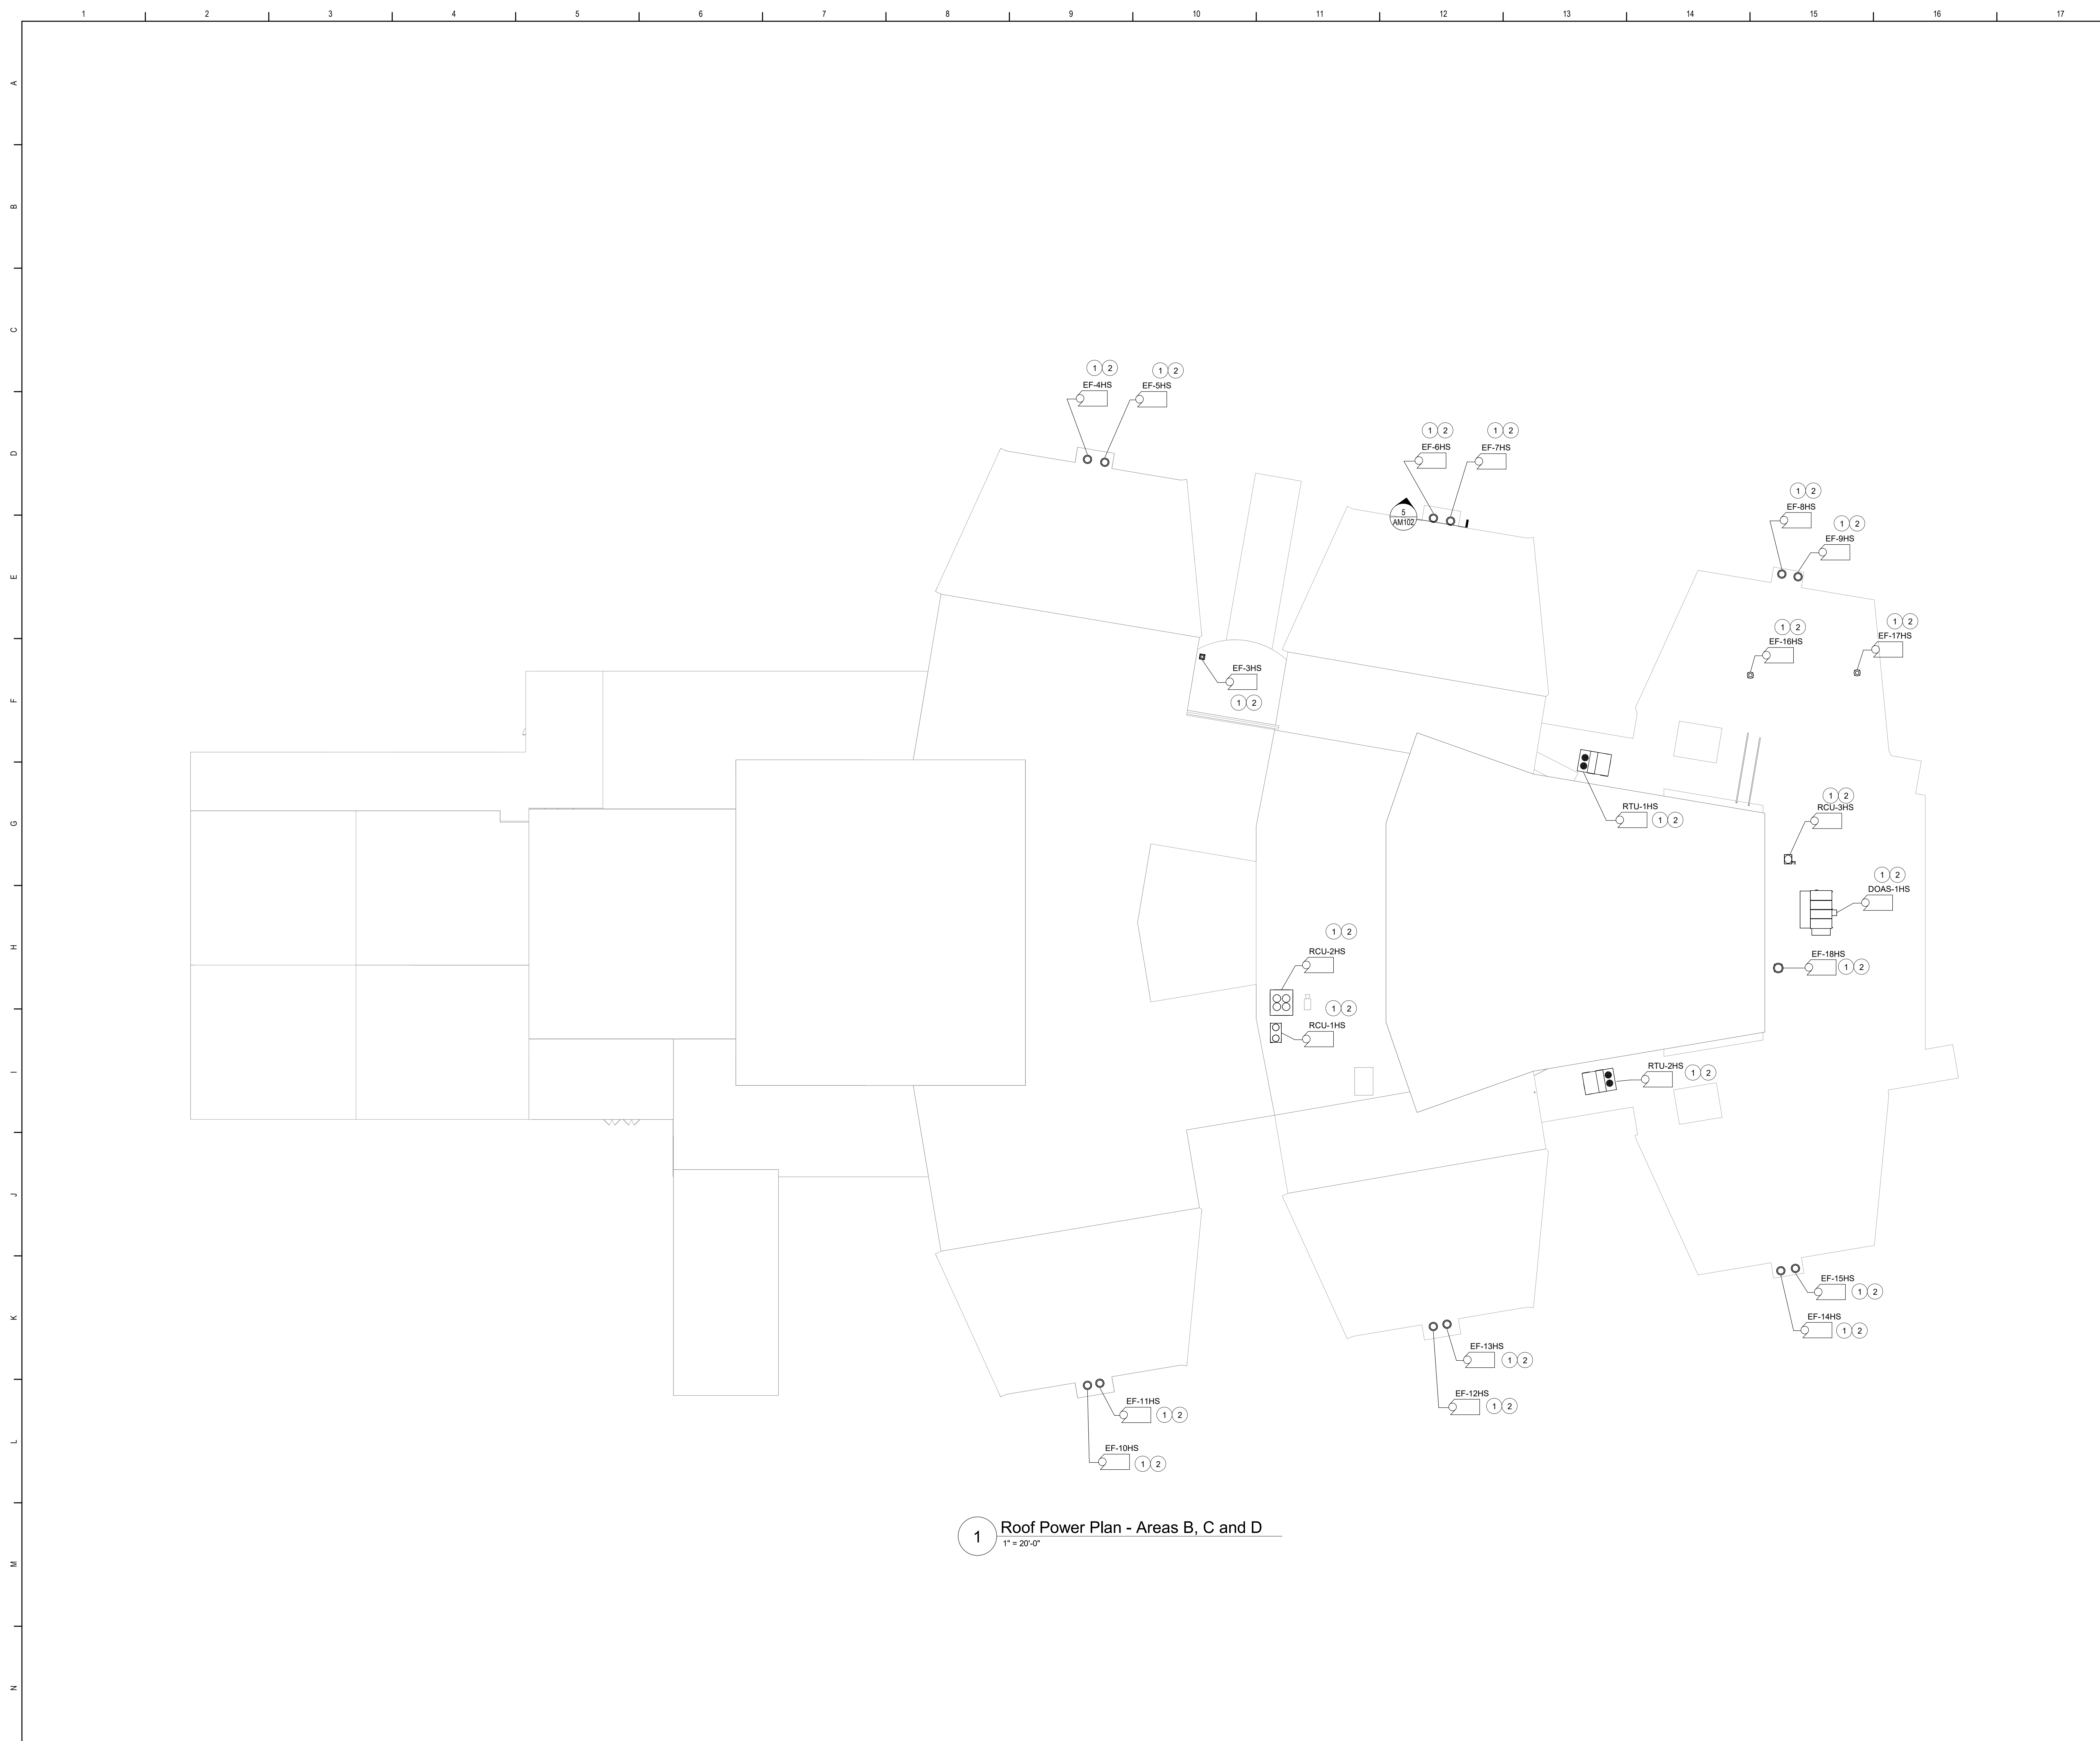 1 2 3 4 5 6 7 8 9 10 11 12 13 14 15 16 17
A
B
C
1 2
EF-4HS
1 2
EF-5HS
D
1 2
EF-6HS
1 2
EF-7HS
5
AM102
1 2
EF-8HS
1 2
EF-9HS
E
1 2
EF-16HS
1 2
EF-17HS
EF-3HS
1 2
F
RTU-1HS
1 2
1 2
RCU-3HS
G
1 2
DOAS-1HS
1 2
RCU-2HS
H
EF-18HS
1 2
1 2
RCU-1HS
RTU-2HS
1 2
I
J
EF-15HS
1 2
EF-14HS
1 2
K
EF-13HS
1 2
EF-12HS
1 2
EF-11HS
1 2
L
EF-10HS
1 2
1
Roof Power Plan - Areas B, C and D
1" = 20'-0"
M
N